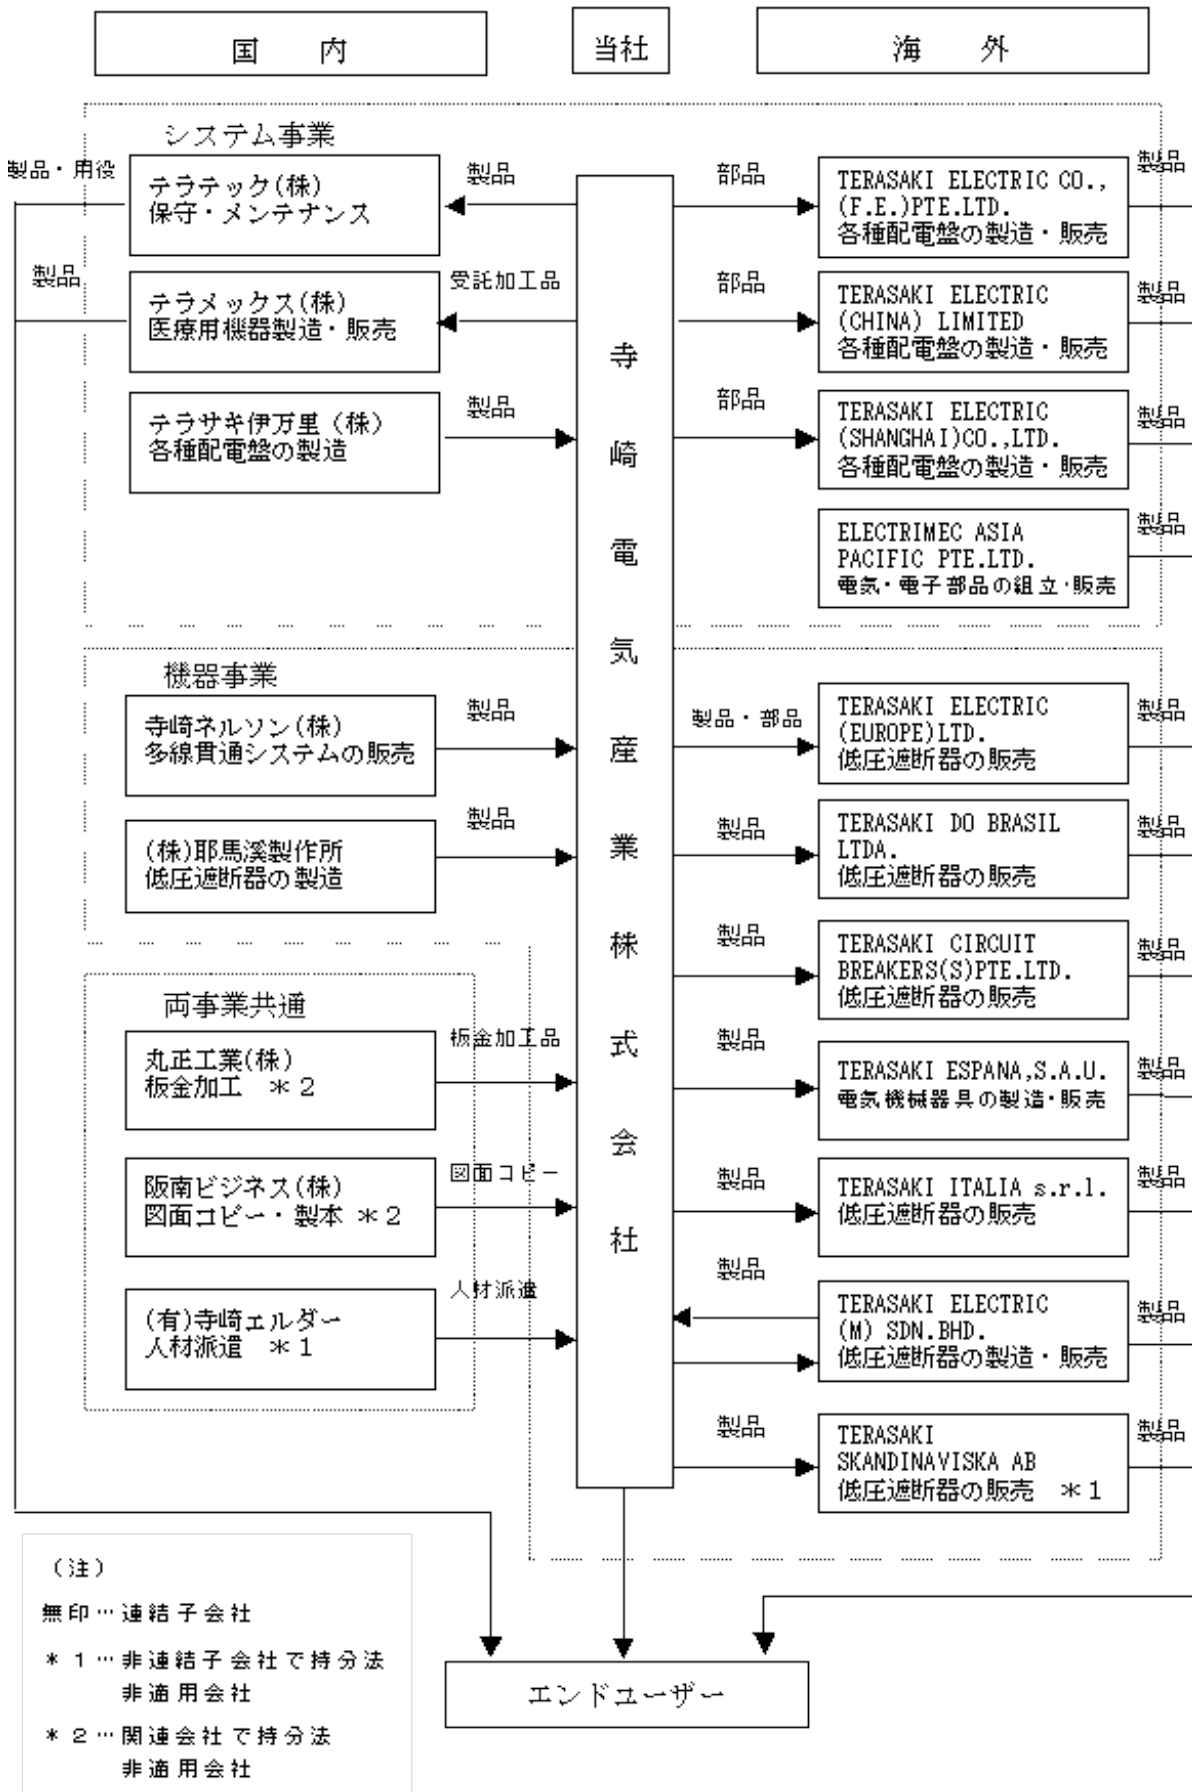 国 内
当社
海 外
システム事業
製品・用役
テラテック(株)
保守・メンテナンス
製品
部品
TERASAKI ELECTRIC CO.,
(F.E.)PTE.LTD.
各種配電盤の製造・販売
製品
製品
テラメックス(株)
医療用機器製造・販売
受託加工品
部品
TERASAKI ELECTRIC
(CHINA) LIMITED
各種配電盤の製造・販売
製品
テラサキ伊万里(株)
各種配電盤の製造
製品
部品
TERASAKI ELECTRIC
(SHANGHAI)CO.,LTD.
各種配電盤の製造・販売
製品
ELECTRIMEC ASIA
PACIFIC PTE.LTD.
電気・電子部品の組立・販売
製品
寺崎電気産業株式会社
機器事業
寺崎ネルソン(株)
多線貫通システムの販売
製品
製品・部品
TERASAKI ELECTRIC
(EUROPE)LTD.
低圧遮断器の販売
製品
(株)耶馬溪製作所
低圧遮断器の製造
製品
製品
TERASAKI DO BRASIL
LTDA.
低圧遮断器の販売
製品
製品
TERASAKI CIRCUIT
BREAKERS(S)PTE.LTD.
低圧遮断器の販売
製品
両事業共通
丸正工業(株)
板金加工 *2
板金加工品
製品
TERASAKI ESPANA,S.A.U.
電気機械器具の製造・販売
製品
阪南ビジネス(株)
図面コピー・製本 *2
図面コピー
製品
TERASAKI ITALIA s.r.l.
低圧遮断器の販売
製品
(有)寺崎エルダー
人材派遣 *1
人材派遣
製品
TERASAKI ELECTRIC
(M) SDN.BHD.
低圧遮断器の製造・販売
製品
製品
TERASAKI
SKANDINAVISKA AB
低圧遮断器の販売 *1
製品
(注)
無印…連結子会社
*1…非連結子会社で持分法
非適用会社
*2…関連会社で持分法
非適用会社
エンドユーザー